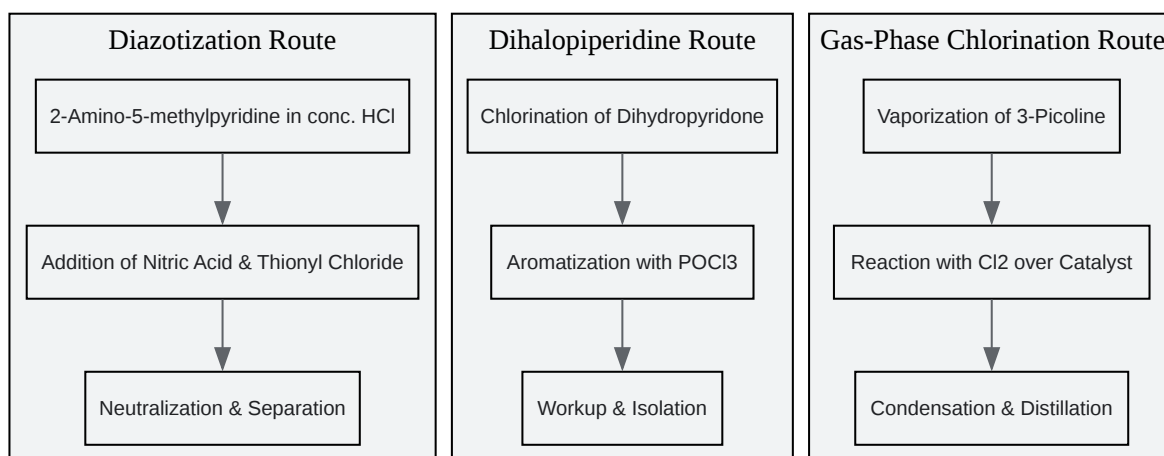 Diazotization Route
2-Amino-5-methylpyridine in conc. HCl
Addition of Nitric Acid & Thionyl Chloride
Neutralization & Separation
Dihalopiperidine Route
Chlorination of Dihydropyridone
Aromatization with POCl3
Workup & Isolation
Gas-Phase Chlorination Route
Vaporization of 3-Picoline
Reaction with Cl2 over Catalyst
Condensation & Distillation